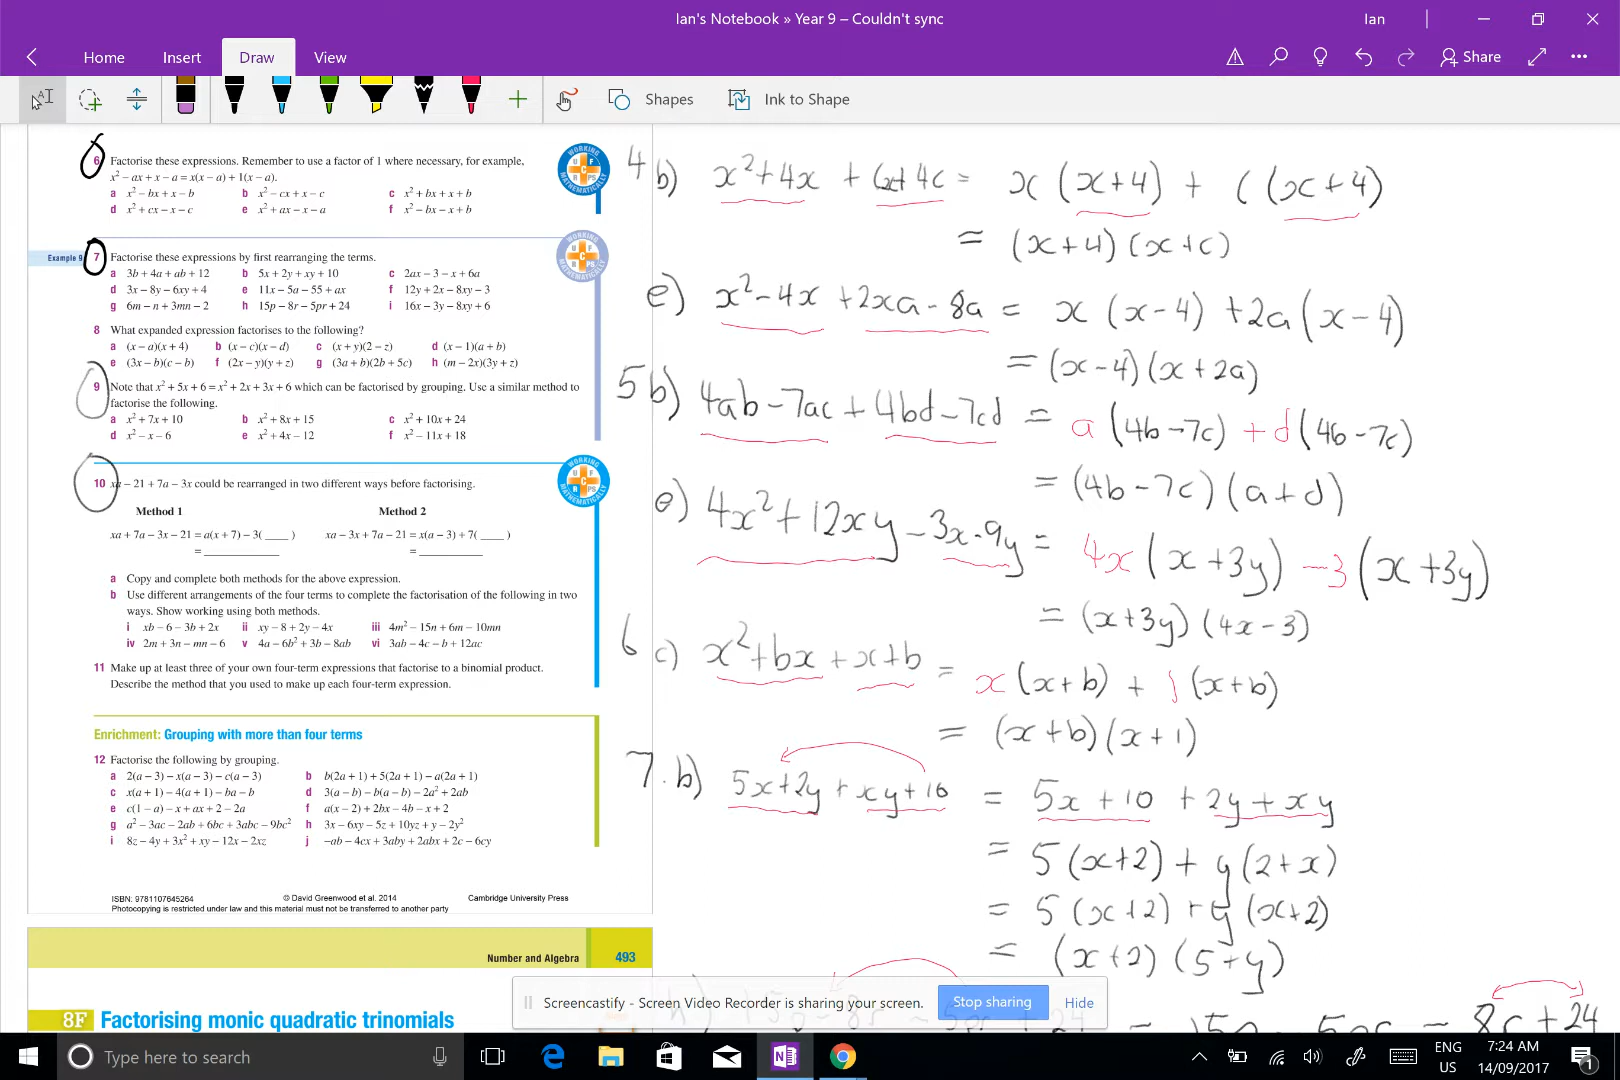 Ian's Notebook » Year 9 – Couldn't sync
Ian
Home Insert Draw View
Share
Shapes
Ink to Shape
6 Factorise these expressions. Remember to use a factor of 1 where necessary, for example,
x² – ax + x – a = x(x – a) + 1(x – a).
a x² – bx + x – b b x² – cx + x – c c x² + bx + x + b
d x² + cx – x – c e x² + ax – x – a f x² – bx – x + b
WORKING MATHEMATICALLY
U F C R PS
Example 9
7 Factorise these expressions by first rearranging the terms.
a 3b + 4a + ab + 12 b 5x + 2y + xy + 10 c 2ax – 3 – x + 6a
d 3x – 8y – 6xy + 4 e 11x – 5a – 55 + ax f 12y + 2x – 8xy – 3
g 6m – n + 3mn – 2 h 15p – 8r – 5pr + 24 i 16x – 3y – 8xy + 6
WORKING MATHEMATICALLY
U F C R PS
8 What expanded expression factorises to the following?
a (x – a)(x + 4) b (x – c)(x – d) c (x + y)(2 – z) d (x – 1)(a + b)
e (3x – b)(c – b) f (2x – y)(y + z) g (3a + b)(2b + 5c) h (m – 2x)(3y + z)
9 Note that x² + 5x + 6 = x² + 2x + 3x + 6 which can be factorised by grouping. Use a similar method to
factorise the following.
a x² + 7x + 10 b x² + 8x + 15 c x² + 10x + 24
d x² – x – 6 e x² + 4x – 12 f x² – 11x + 18
10 xa – 21 + 7a – 3x could be rearranged in two different ways before factorising.
WORKING MATHEMATICALLY
U F C R PS
Method 1 Method 2
xa + 7a – 3x – 21 = a(x + 7) – 3( ____ ) xa – 3x + 7a – 21 = x(a – 3) + 7( ____ )
= ____________ = __________
a Copy and complete both methods for the above expression.
b Use different arrangements of the four terms to complete the factorisation of the following in two
ways. Show working using both methods.
i xb – 6 – 3b + 2x ii xy – 8 + 2y – 4x iii 4m² – 15n + 6m – 10mn
iv 2m + 3n – mn – 6 v 4a – 6b² + 3b – 8ab vi 3ab – 4c – b + 12ac
11 Make up at least three of your own four-term expressions that factorise to a binomial product.
Describe the method that you used to make up each four-term expression.
Enrichment: Grouping with more than four terms
12 Factorise the following by grouping.
a 2(a – 3) – x(a – 3) – c(a – 3) b b(2a + 1) + 5(2a + 1) – a(2a + 1)
c x(a + 1) – 4(a + 1) – ba – b d 3(a – b) – b(a – b) – 2a² + 2ab
e c(1 – a) – x + ax + 2 – 2a f a(x – 2) + 2bx – 4b – x + 2
g a² – 3ac – 2ab + 6bc + 3abc – 9bc² h 3x – 6xy – 5z + 10yz + y – 2y²
i 8z – 4y + 3x² + xy – 12x – 2xz j –ab – 4cx + 3aby + 2abx + 2c – 6cy
ISBN: 9781107645264 © David Greenwood et al. 2014 Cambridge University Press
Photocopying is restricted under law and this material must not be transferred to another party
Number and Algebra 493
8F Factorising monic quadratic trinomials
4 b) x² + 4x + cx + 4c = x (x + 4) + c (x + 4)
= (x + 4) (x + c)
e) x² - 4x + 2xa - 8a = x (x - 4) + 2a (x - 4)
= (x - 4) (x + 2a)
5 b) 4ab - 7ac + 4bd - 7cd = a (4b - 7c) + d (4b - 7c)
= (4b - 7c) (a + d)
e) 4x² + 12xy - 3x - 9y = 4x (x + 3y) - 3 (x + 3y)
= (x + 3y) (4x - 3)
6 c) x² + bx + x + b = x (x + b) + 1 (x + b)
= (x + b) (x + 1)
7. b) 5x + 2y + xy + 10 = 5x + 10 + 2y + xy
= 5 (x + 2) + y (2 + x)
= 5 (x + 2) + y (x + 2)
= (x + 2) (5 + y)
8r + 24
Screencastify - Screen Video Recorder is sharing your screen. Stop sharing Hide
Type here to search
ENG
US
7:24 AM
14/09/2017
1